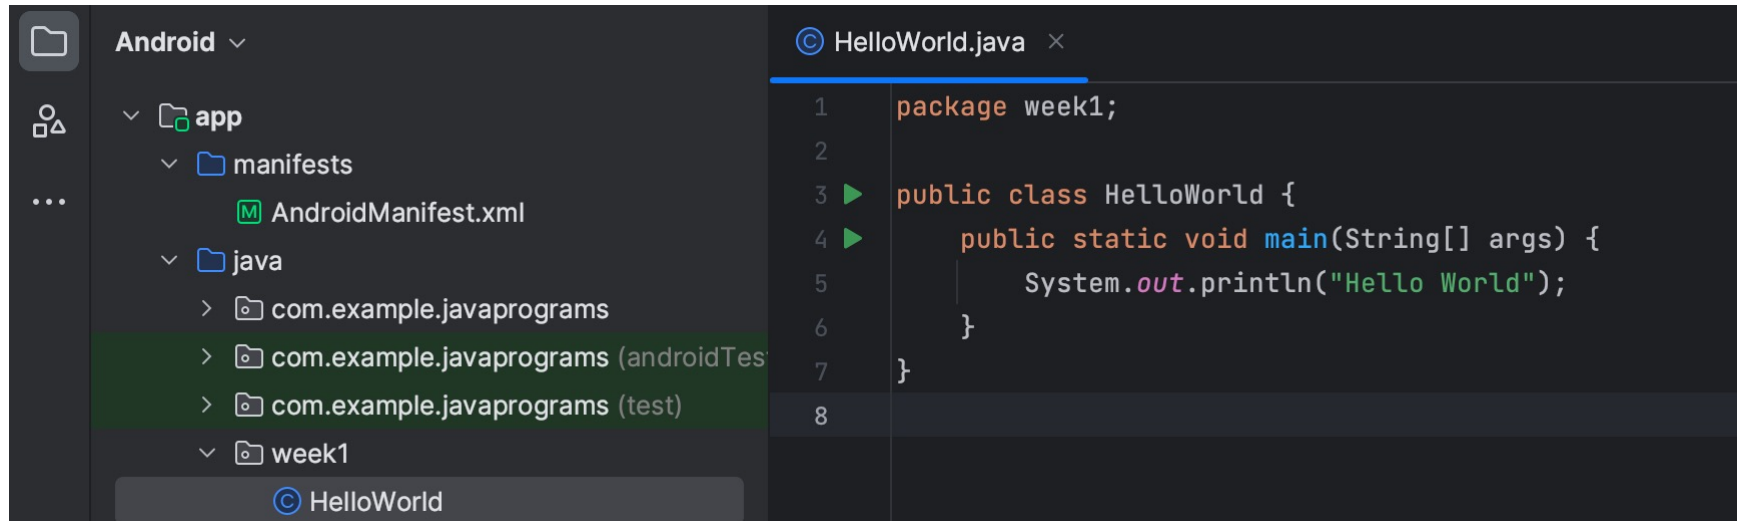 Android
app
manifests
AndroidManifest.xml
java
com.example.javaprograms
com.example.javaprograms (androidTes
com.example.javaprograms (test)
week1
HelloWorld
HelloWorld.java
1 package week1;
2
3 public class HelloWorld {
4 public static void main(String[] args) {
5 System.out.println("Hello World");
6 }
7 }
8